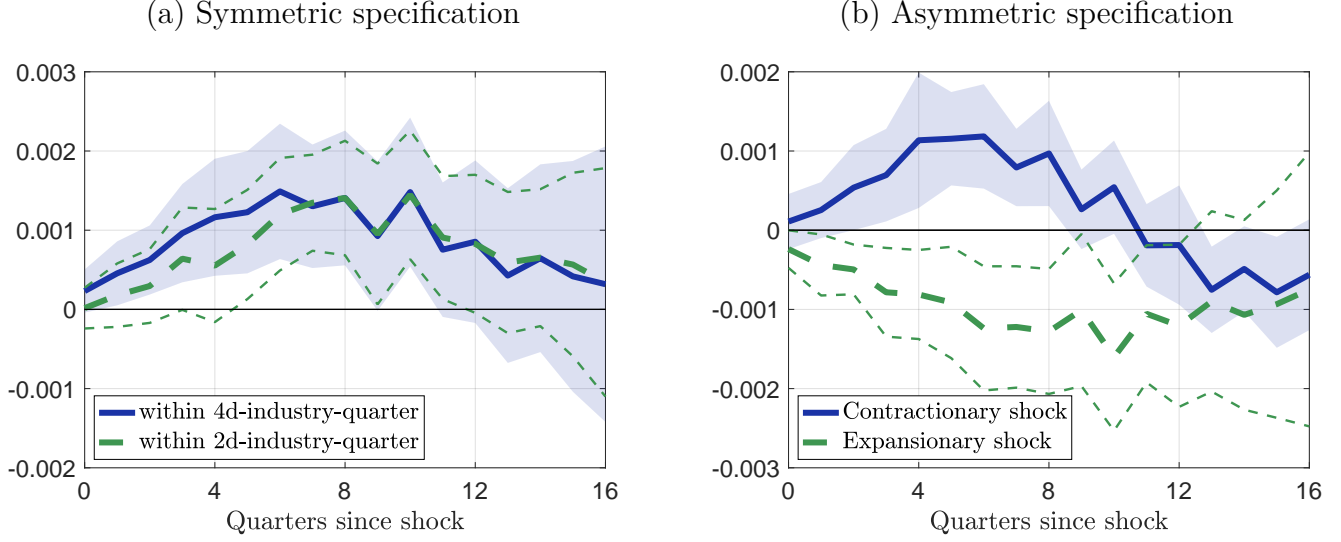 (a) Symmetric specification
0.003
0.002
0.001
0
-0.001
-0.002
within 4d-industry-quarter
within 2d-industry-quarter
0 4 8 12 16
Quarters since shock
(b) Asymmetric specification
0.002
0.001
0
-0.001
-0.002
-0.003
Contractionary shock
Expansionary shock
0 4 8 12 16
Quarters since shock